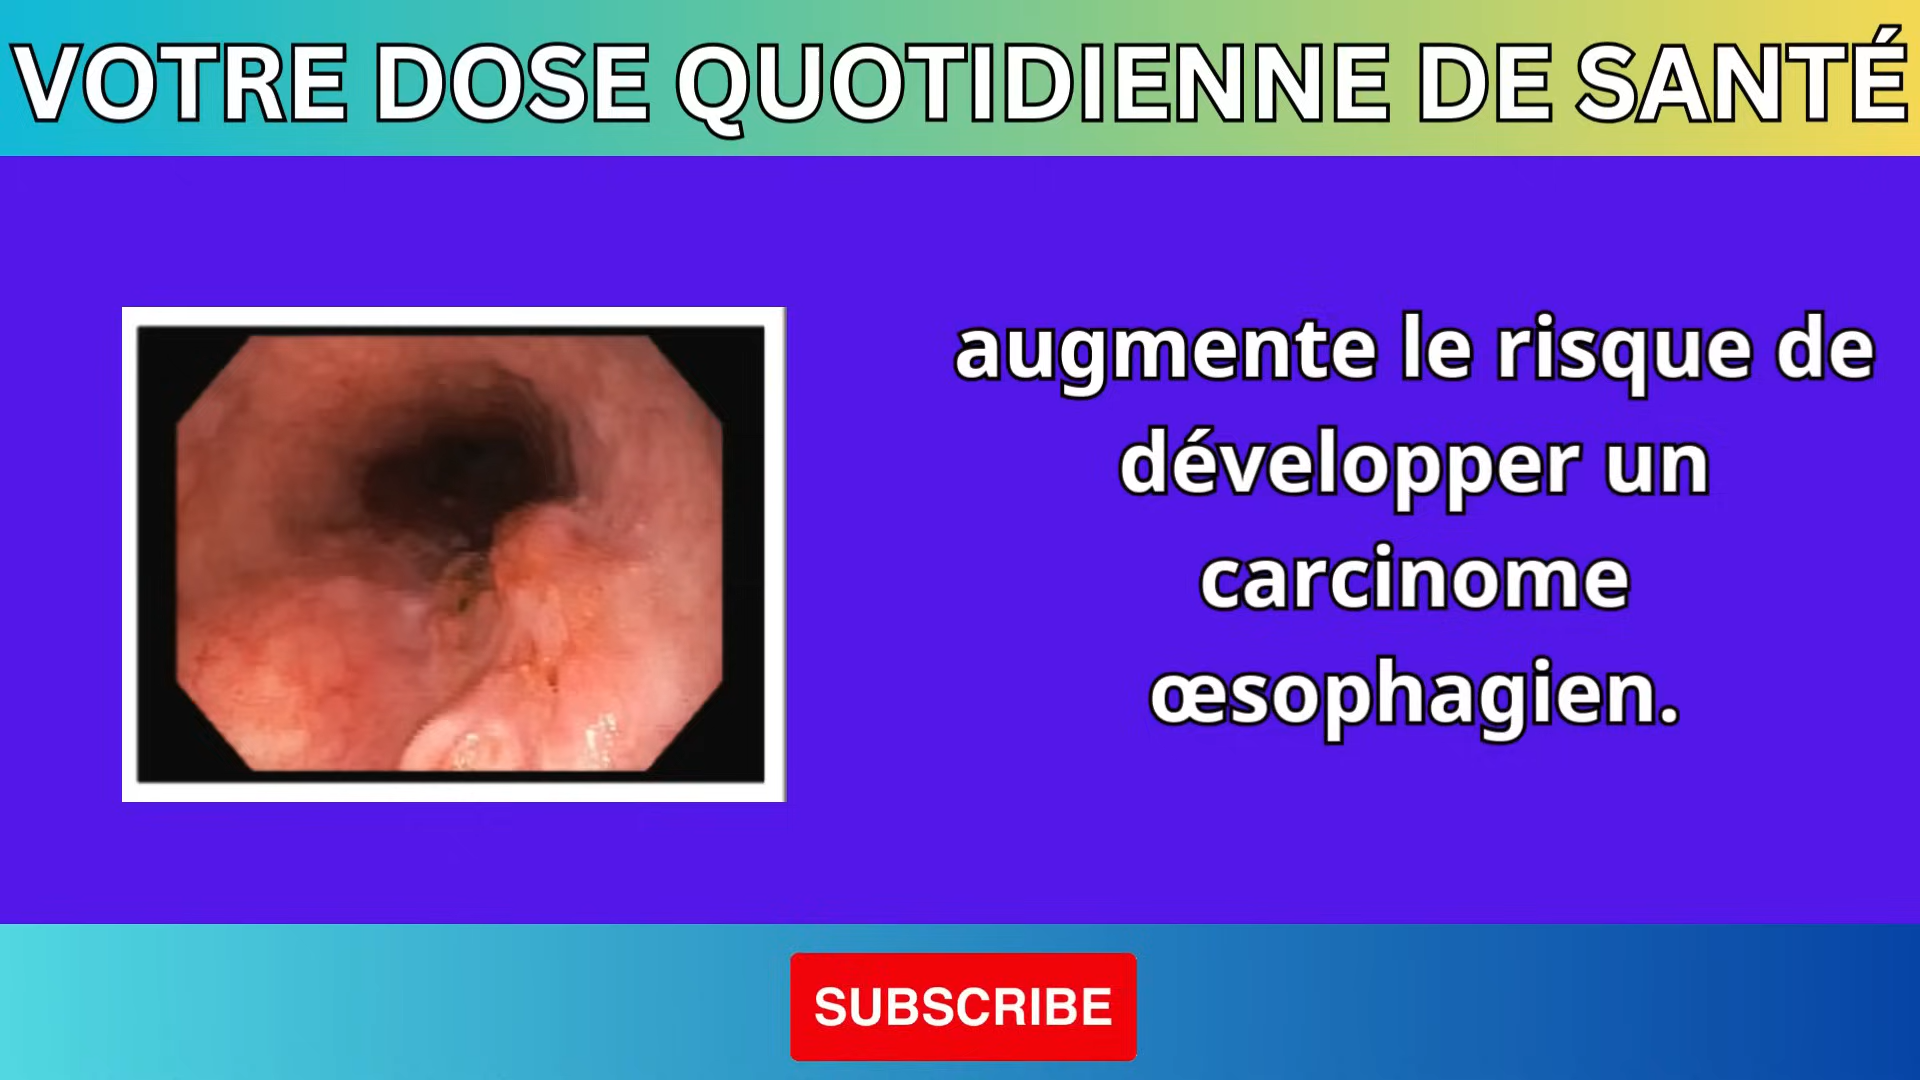 VOTRE DOSE QUOTIDIENNE DE SANTÉ
augmente le risque de
développer un
carcinome
œsophagien.
SUBSCRIBE